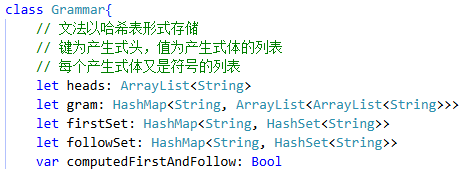 class Grammar{
// 文法以哈希表形式存储
// 键为产生式头，值为产生式体的列表
// 每个产生式体又是符号的列表
let heads: ArrayList<String>
let gram: HashMap<String, ArrayList<ArrayList<String>>>
let firstSet: HashMap<String, HashSet<String>>
let followSet: HashMap<String, HashSet<String>>
var computedFirstAndFollow: Bool